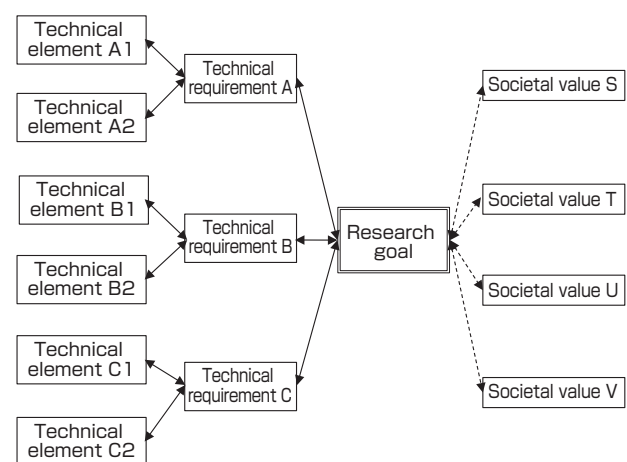 Technical
element A1
Technical
element A2
Technical
requirement A
Technical
element B1
Technical
element B2
Technical
requirement B
Technical
element C1
Technical
element C2
Technical
requirement C
Research
goal
Societal value S
Societal value T
Societal value U
Societal value V